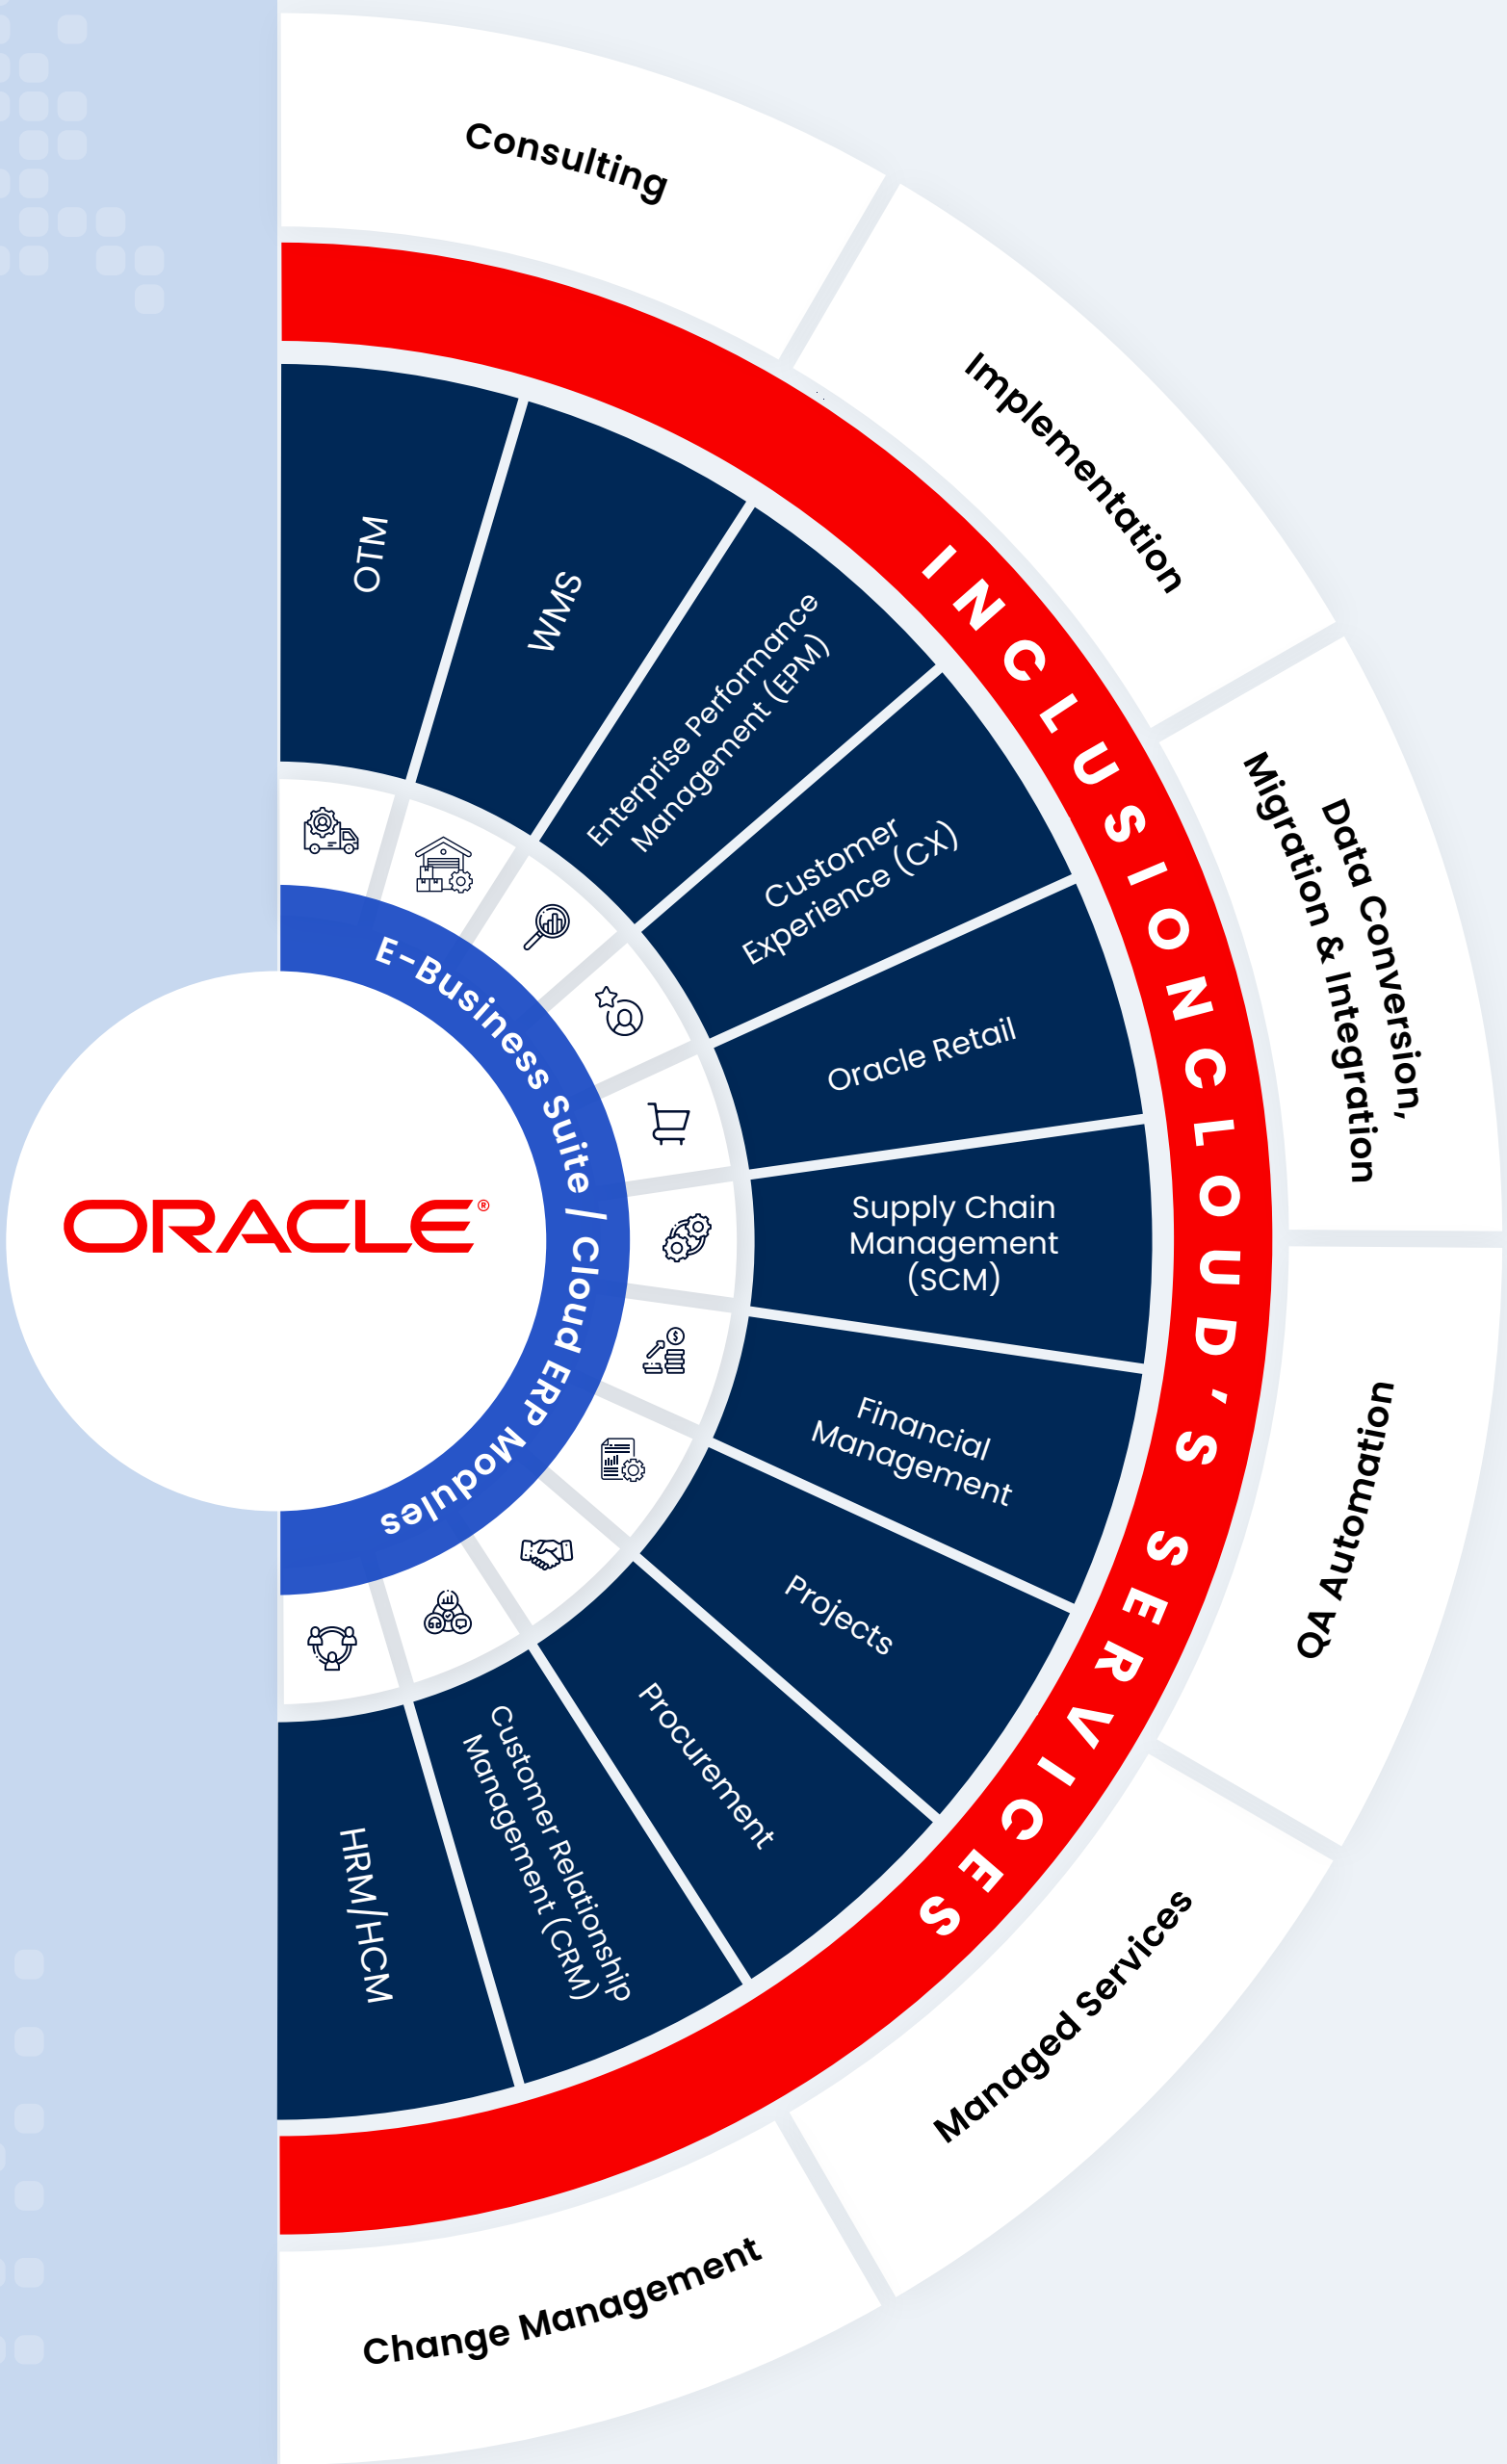 Consulting
Implementation
Data Conversion,
Migration & Integration
QA Automation
Managed Services
Change Management
INCLUSIONCLOUD'S SERVICES
OTM
WMS
Enterprise Performance
Management (EPM)
Customer
Experience (CX)
Oracle Retail
Supply Chain
Management
(SCM)
Financial
Management
Projects
Procurement
Customer Relationship
Management (CRM)
HRM/HCM
E-Business Suite / Cloud ERP Modules
ORACLE®